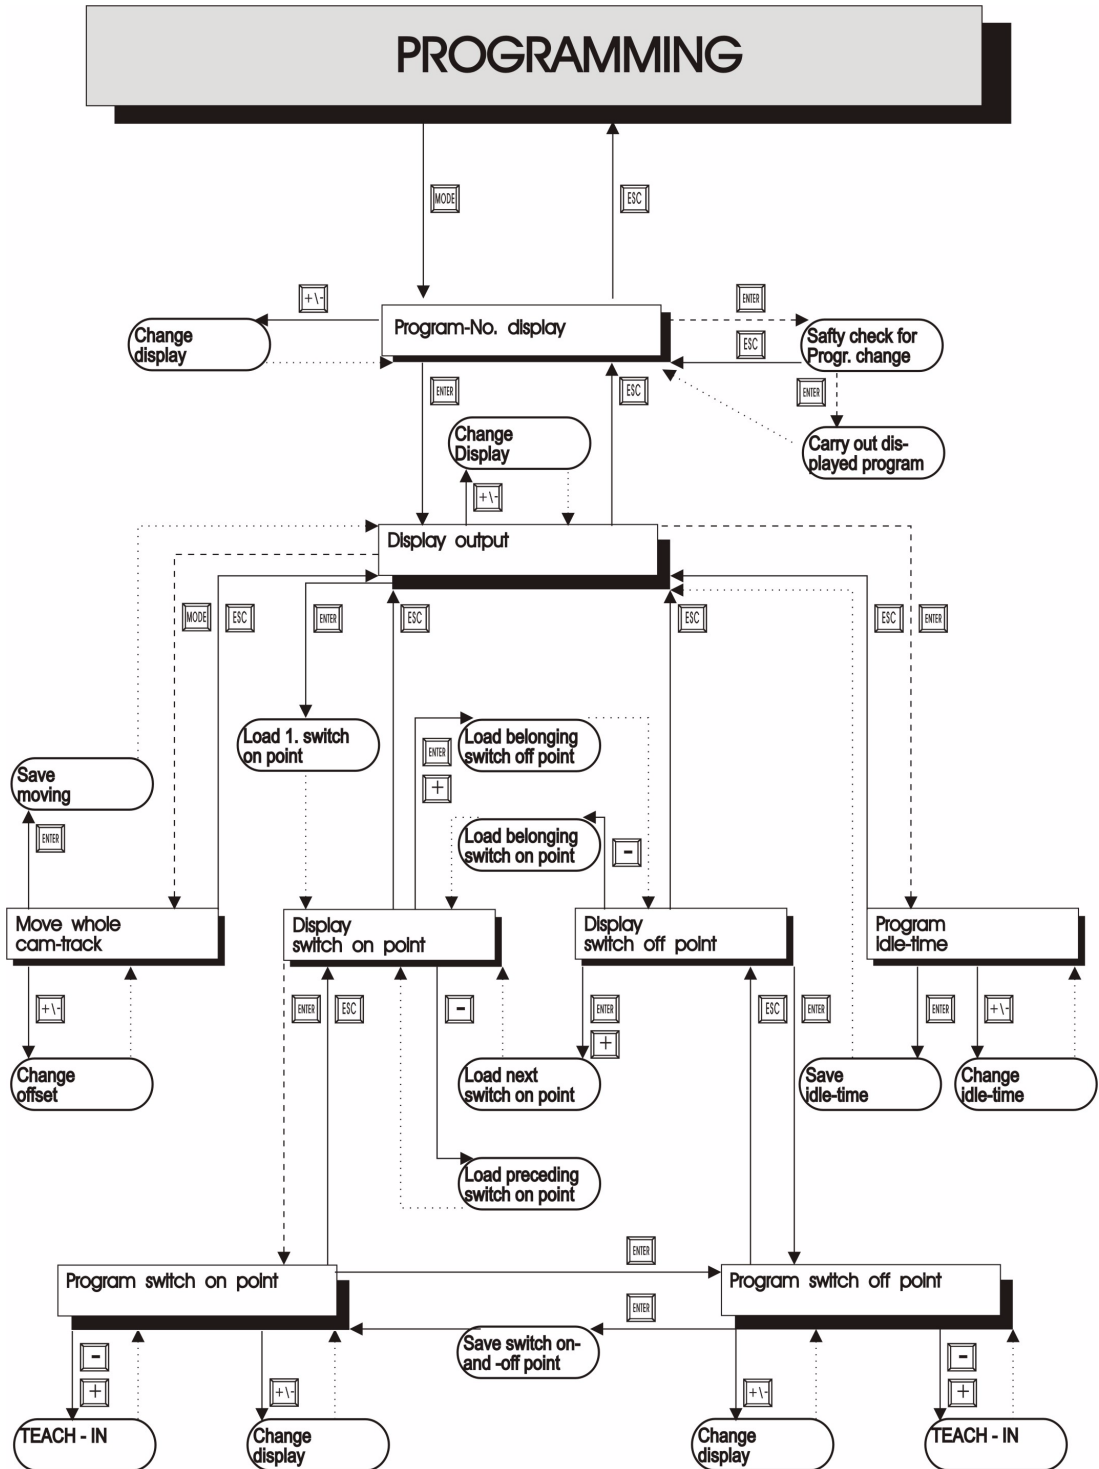 PROGRAMMING
MODE
ESC
+\-
ENTER
Program-No. display
Change
display
ESC
Safty check for
Progr. change
ENTER
ESC
ENTER
Change
Display
Carry out dis-
played program
+\-
Display output
MODE
ESC
ENTER
ESC
ESC
ESC
ENTER
Load 1. switch
on point
Load belonging
switch off point
ENTER
+
Save
moving
ENTER
Load belonging
switch on point
-
Move whole
cam-track
Display
switch on point
Display
switch off point
Program
idle-time
+\-
ENTER
ESC
-
ENTER
+
ESC
ENTER
ENTER
+\-
Change
offset
Load next
switch on point
Save
idle-time
Change
idle-time
Load preceding
switch on point
ENTER
Program switch on point
Program switch off point
ENTER
Save switch on-
and -off point
-
+
+\-
+\-
-
+
TEACH - IN
Change
display
Change
display
TEACH - IN